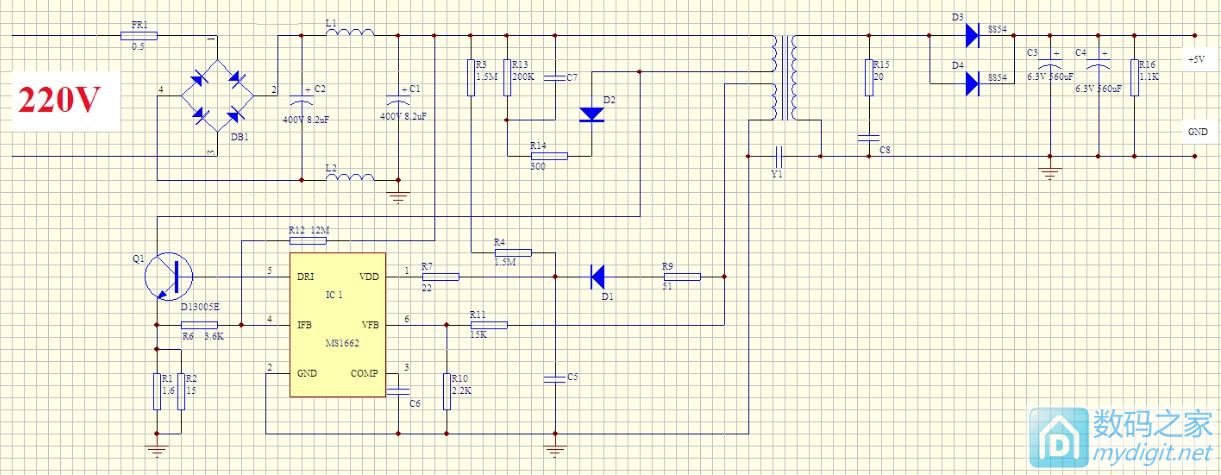 FR1
0.5
220V
1
4
2
3
DB1
L1
C2
400V 8.2uF
C1
400V 8.2uF
L2
R3
1.5M
R13
200K
C7
D2
R14
300
Y1
R15
20
C8
D3
SS54
D4
SS54
C3
+
6.3V 560uF
C4
+
6.3V 560uF
R16
1.1K
+5V
GND
Q1
D13005E
R12 12M
R6 3.6K
R1
1.6
R2
15
5 DRI VDD 1
IC 1
4 IFB VFB 6
MS1662
2 GND COMP 3
C6
R7
22
R4
1.5M
D1
R9
51
R11
15K
R10
2.2K
C5
数码之家
mydigit.net